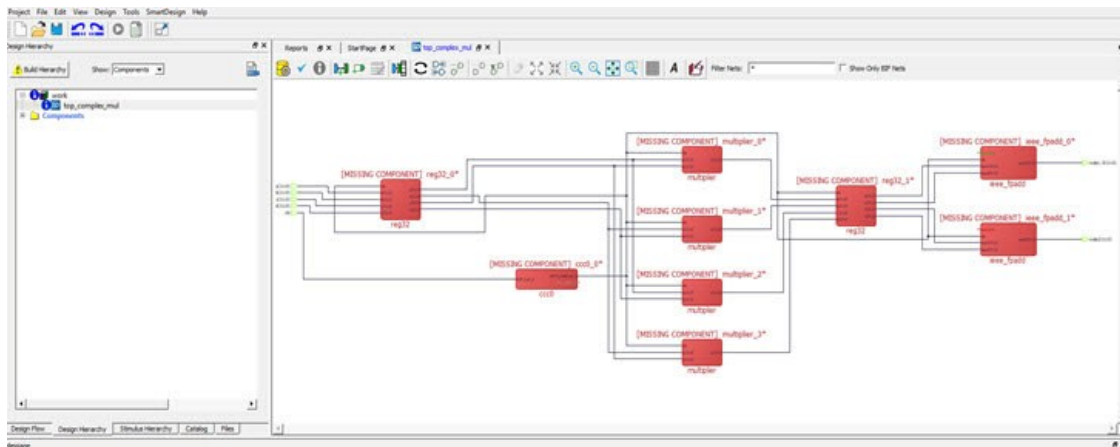 Project File Edit View Design Tools SmartDesign Help
Design Hierarchy
Reports StartPage top_complex_mul
Build Hierarchy Show: Components
Filter Nets: * Show Only BIF Nets
work
top_complex_mul
Components
[MISSING COMPONENT] multiplier_0*
multiplier
[MISSING COMPONENT] ieee_fpadd_0*
ieee_fpadd
[MISSING COMPONENT] reg32_0*
reg32
[MISSING COMPONENT] reg32_1*
reg32
[MISSING COMPONENT] multiplier_1*
multiplier
[MISSING COMPONENT] ieee_fpadd_1*
ieee_fpadd
[MISSING COMPONENT] ccc0_0*
ccc0
[MISSING COMPONENT] multiplier_2*
multiplier
[MISSING COMPONENT] multiplier_3*
multiplier
Design Flow Design Hierarchy Stimulus Hierarchy Catalog Files
Message